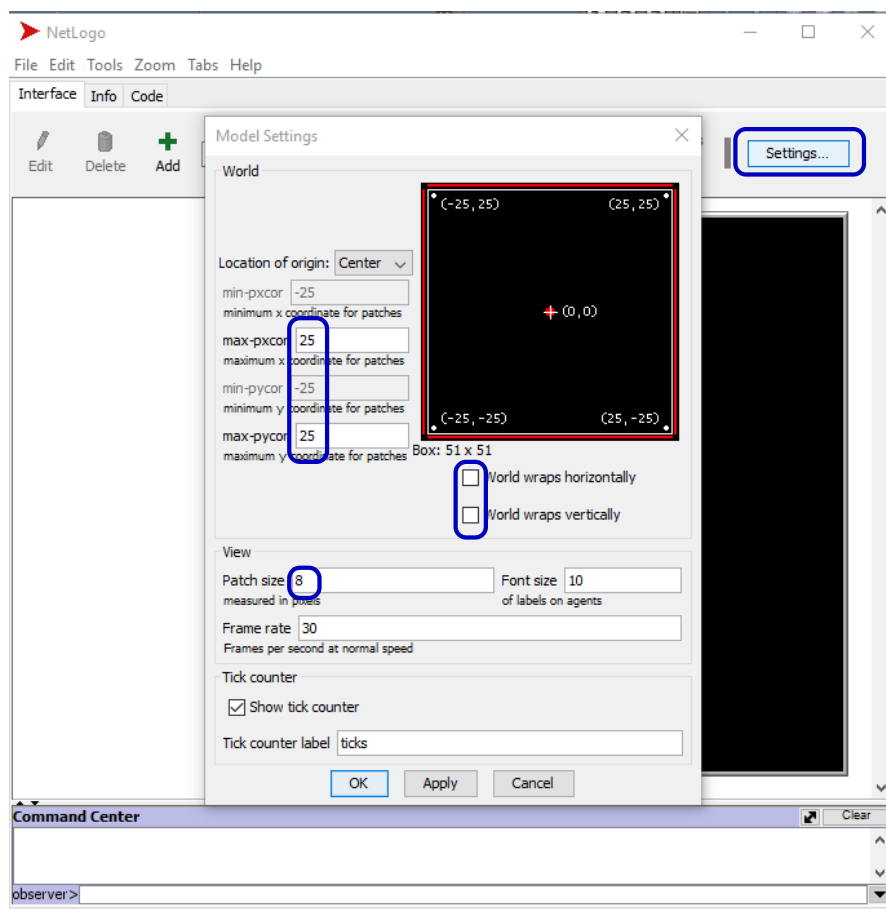 NetLogo
File Edit Tools Zoom Tabs Help
Interface Info Code
Edit Delete Add Settings...
Model Settings
World
(-25,25) (25,25)
Location of origin: Center
min-pxcor -25
minimum x coordinate for patches
(0,0)
max-pxcor 25
maximum x coordinate for patches
min-pycor -25
minimum y coordinate for patches
(-25,-25) (25,-25)
max-pycor 25
maximum y coordinate for patches
Box: 51 x 51
World wraps horizontally
World wraps vertically
View
Patch size 8 Font size 10
measured in pixels of labels on agents
Frame rate 30
Frames per second at normal speed
Tick counter
Show tick counter
Tick counter label ticks
OK Apply Cancel
Command Center Clear
observer>